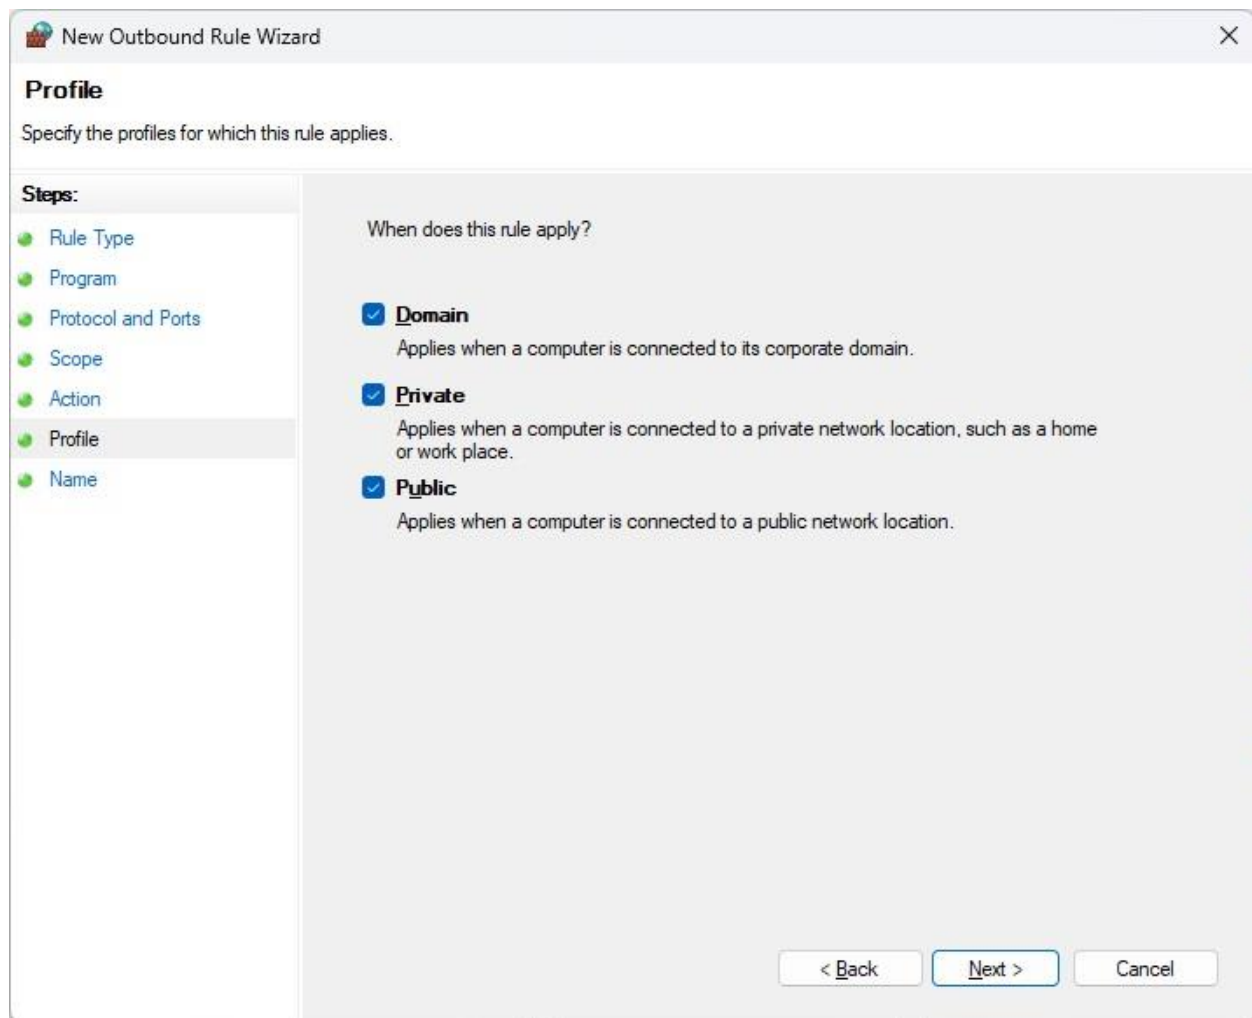 New Outbound Rule Wizard
Profile
Specify the profiles for which this rule applies.
Steps:
Rule Type
Program
Protocol and Ports
Scope
Action
Profile
Name
When does this rule apply?
Domain
Applies when a computer is connected to its corporate domain.
Private
Applies when a computer is connected to a private network location, such as a home
or work place.
Public
Applies when a computer is connected to a public network location.
< Back
Next >
Cancel